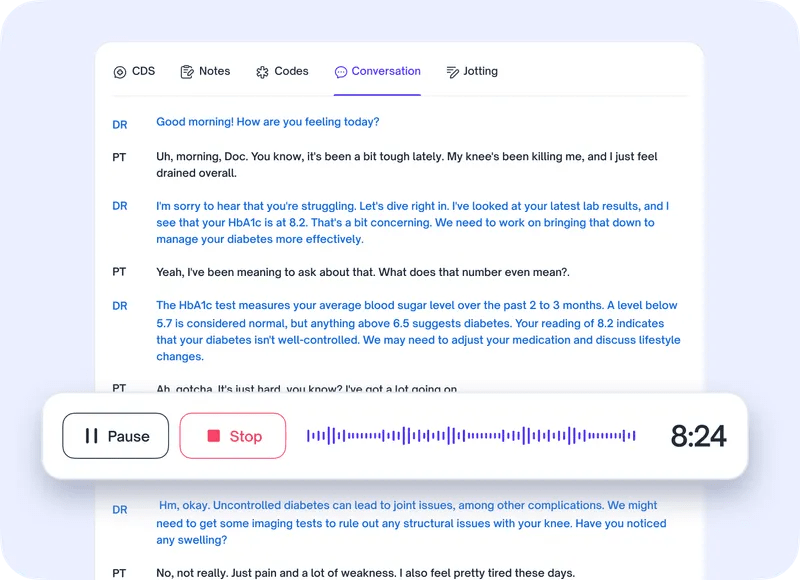 CDS Notes Codes Conversation Jotting
DR Good morning! How are you feeling today?
PT Uh, morning, Doc. You know, it's been a bit tough lately. My knee's been killing me, and I just feel
drained overall.
DR I'm sorry to hear that you're struggling. Let's dive right in. I've looked at your latest lab results, and I
see that your HbA1c is at 8.2. That's a bit concerning. We need to work on bringing that down to
manage your diabetes more effectively.
PT Yeah, I've been meaning to ask about that. What does that number even mean?.
DR The HbA1c test measures your average blood sugar level over the past 2 to 3 months. A level below
5.7 is considered normal, but anything above 6.5 suggests diabetes. Your reading of 8.2 indicates
that your diabetes isn't well-controlled. We may need to adjust your medication and discuss lifestyle
changes.
PT Ah, gotcha. It's just hard, you know? I've got a lot going on
Pause Stop 8:24
DR Hm, okay. Uncontrolled diabetes can lead to joint issues, among other complications. We might
need to get some imaging tests to rule out any structural issues with your knee. Have you noticed
any swelling?
PT No, not really. Just pain and a lot of weakness. I also feel pretty tired these days.